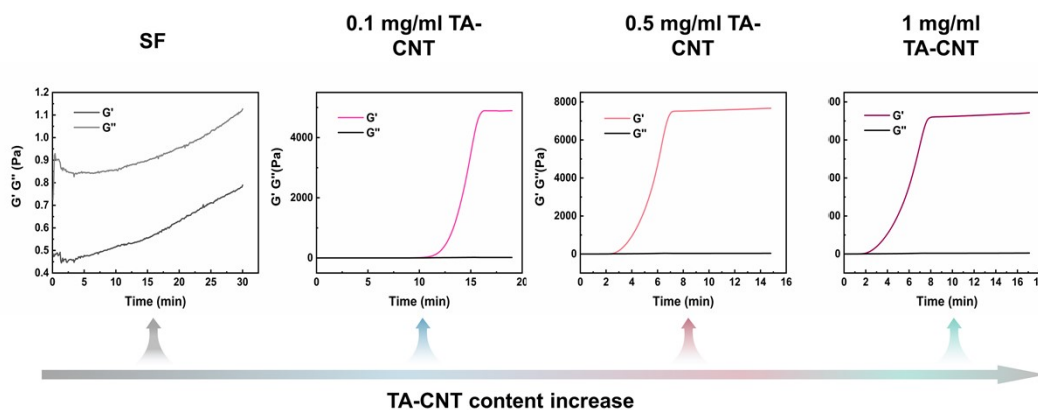 SF
0.1 mg/ml TA-
CNT
0.5 mg/ml TA-
CNT
1 mg/ml
TA-CNT
G' G'' (Pa)
1.2
1.1
1.0
0.9
0.8
0.7
0.6
0.5
0.4
G'
G''
0 5 10 15 20 25 30
Time (min)
G' G''(Pa)
4000
2000
0
G'
G''
0 5 10 15 20
Time (min)
G' G''(Pa)
8000
6000
4000
2000
0
G'
G''
0 2 4 6 8 10 12 14 16
Time (min)
0
G'
G''
0 2 4 6 8 10 12 14 16
Time (min)
TA-CNT content increase